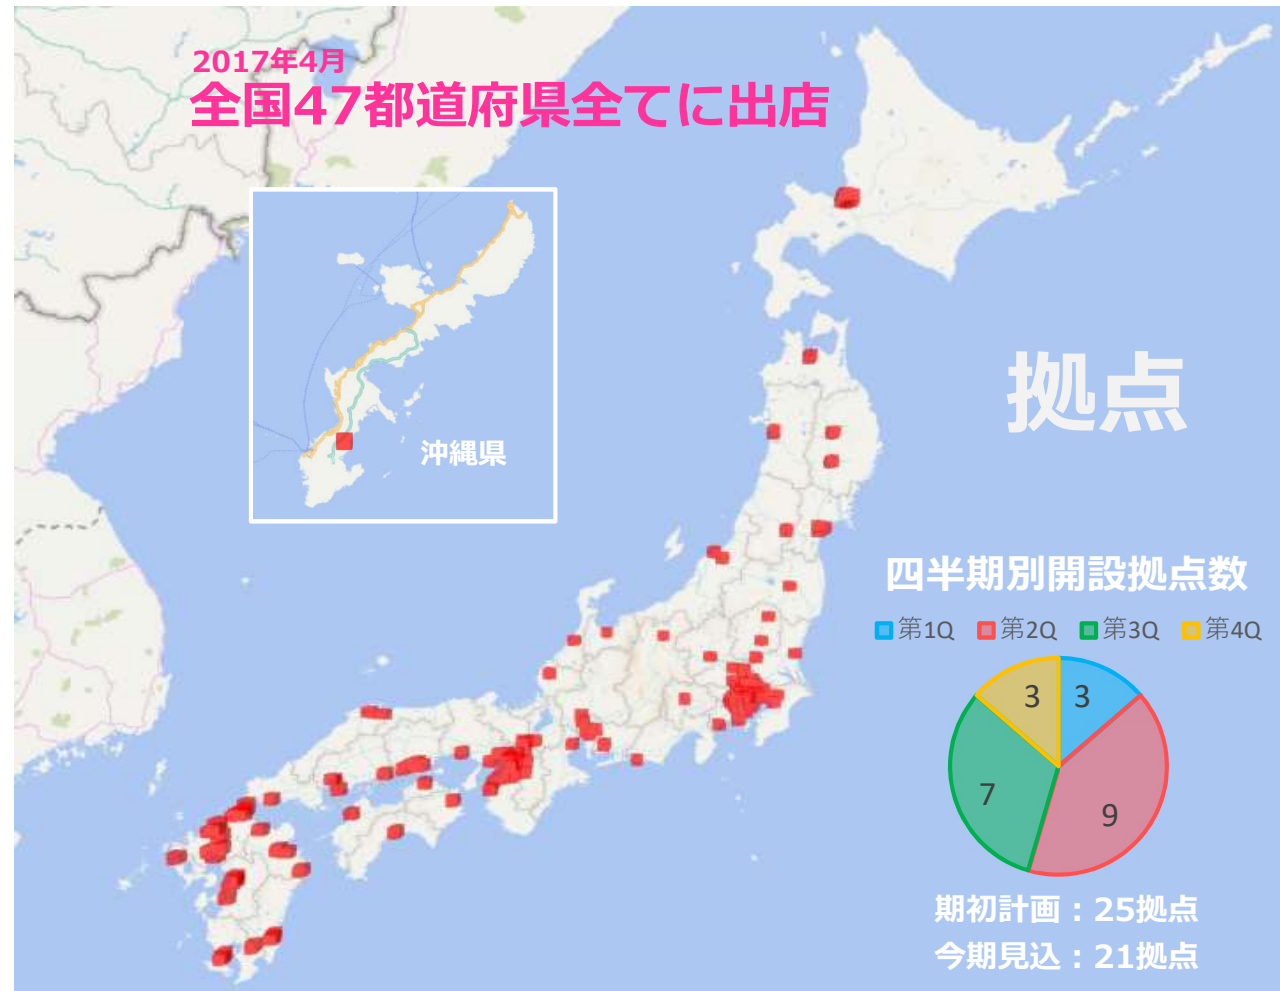 2017年4月
全国47都道府県全てに出店
沖縄県
拠点
四半期別開設拠点数
第1Q 第2Q 第3Q 第4Q
3 3
7
9
期初計画：25拠点
今期見込：21拠点